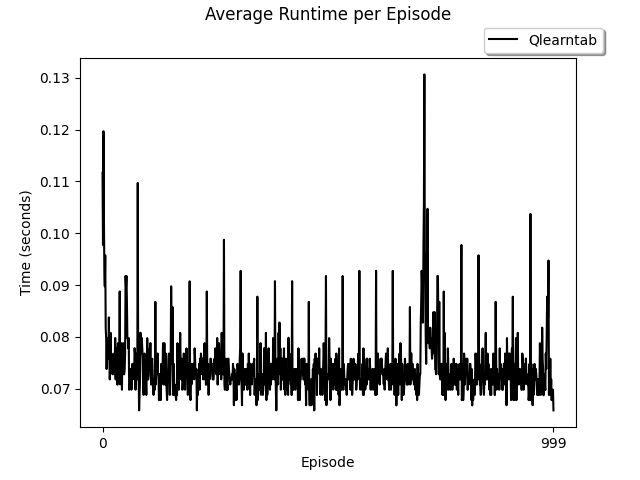 Average Runtime per Episode
Qlearntab
0.13
0.12
0.11
0.10
0.09
0.08
0.07
Time (seconds)
0
999
Episode